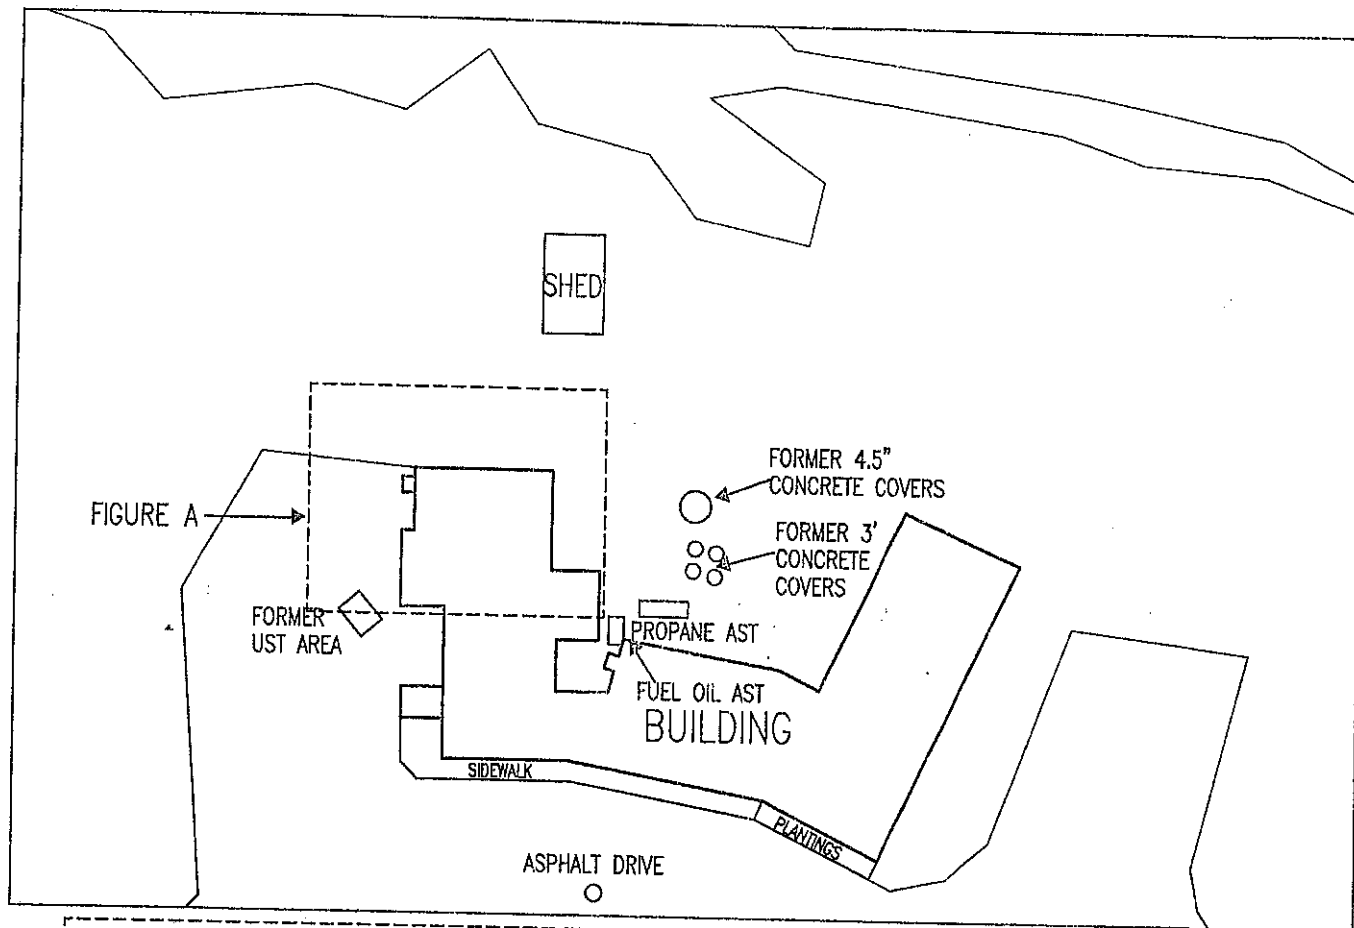 SHED
FORMER 4.5"
CONCRETE COVERS
FIGURE A
FORMER 3'
CONCRETE
COVERS
FORMER
UST AREA
PROPANE AST
FUEL OIL AST
BUILDING
SIDEWALK
PLANTINGS
ASPHALT DRIVE